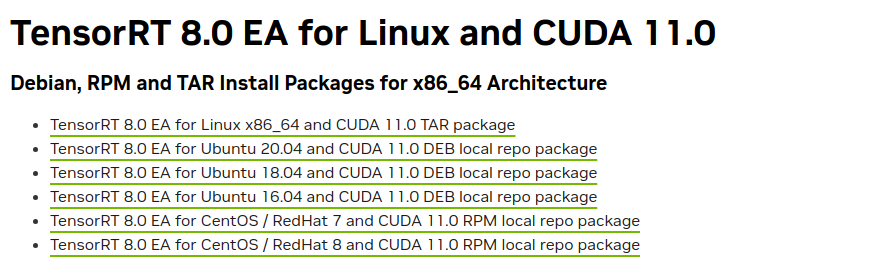 TensorRT 8.0 EA for Linux and CUDA 11.0
Debian, RPM and TAR Install Packages for x86_64 Architecture
TensorRT 8.0 EA for Linux x86_64 and CUDA 11.0 TAR package
TensorRT 8.0 EA for Ubuntu 20.04 and CUDA 11.0 DEB local repo package
TensorRT 8.0 EA for Ubuntu 18.04 and CUDA 11.0 DEB local repo package
TensorRT 8.0 EA for Ubuntu 16.04 and CUDA 11.0 DEB local repo package
TensorRT 8.0 EA for CentOS / RedHat 7 and CUDA 11.0 RPM local repo package
TensorRT 8.0 EA for CentOS / RedHat 8 and CUDA 11.0 RPM local repo package